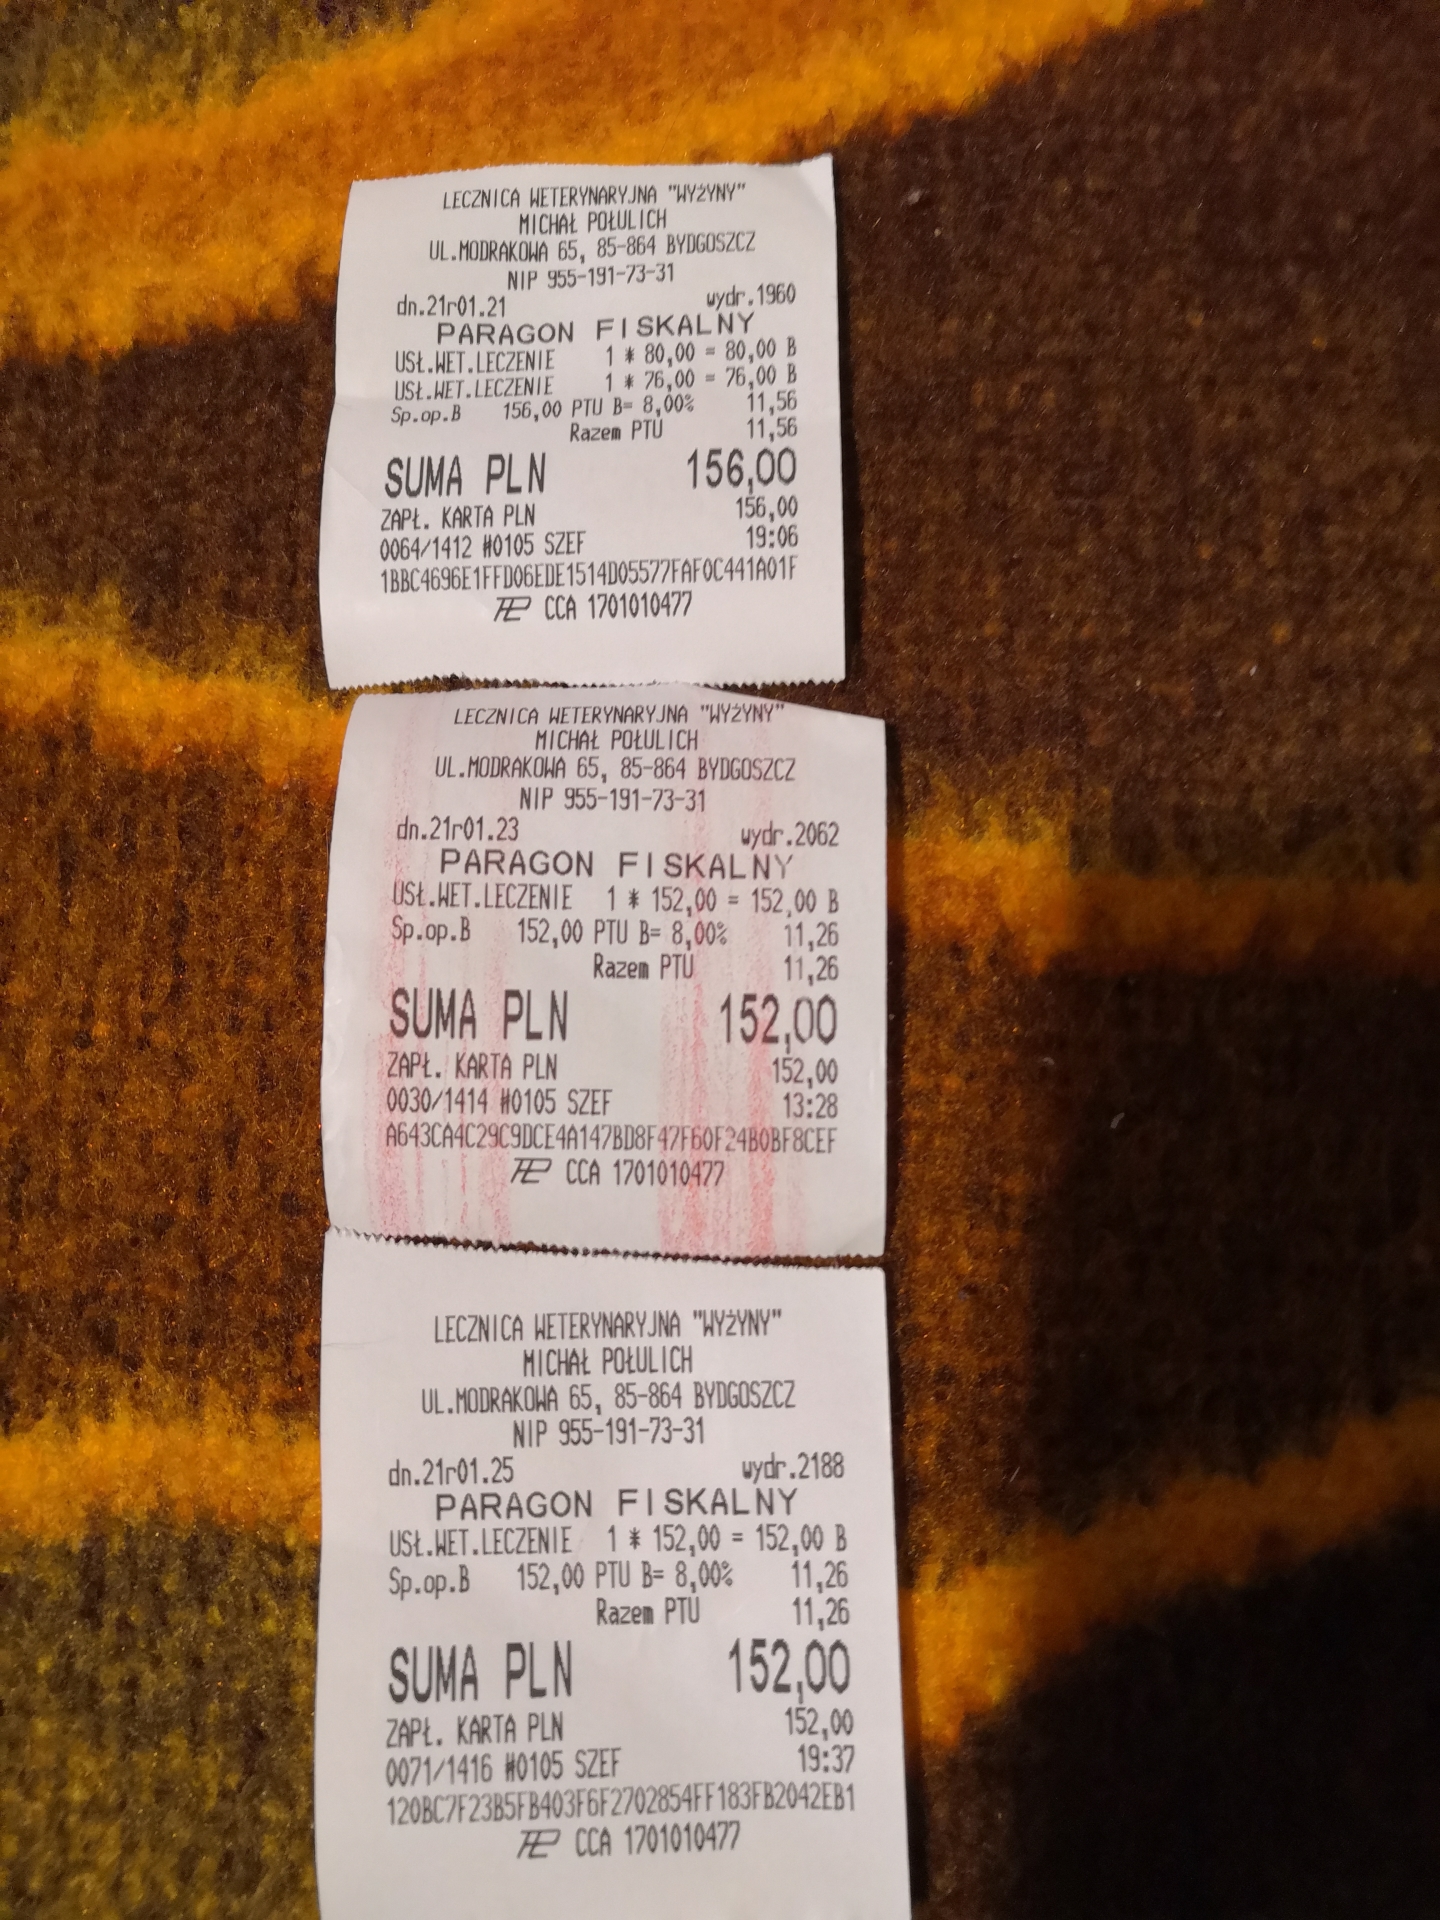 LECZNICA WETERYNARYJNA "WYŻYNY"
MICHAŁ POŁULICH
UL.MODRAKOWA 65, 85-864 BYDGOSZCZ
NIP 955-191-73-31
dn.21r01.21 wydr.1960
PARAGON FISKALNY
USŁ.WET.LECZENIE 1 * 80,00 = 80,00 B
USŁ.WET.LECZENIE 1 * 76,00 = 76,00 B
Sp.op.B 156,00 PTU B= 8,00% 11,56
Razem PTU 11,56
SUMA PLN 156,00
ZAPŁ. KARTA PLN 156,00
0064/1412 #0105 SZEF 19:06
1BBC4696E1FFD06EDE1514D05577FAF0C441A01F
CCA 1701010477
LECZNICA WETERYNARYJNA "WYŻYNY"
MICHAŁ POŁULICH
UL.MODRAKOWA 65, 85-864 BYDGOSZCZ
NIP 955-191-73-31
dn.21r01.23 wydr.2062
PARAGON FISKALNY
USŁ.WET.LECZENIE 1 * 152,00 = 152,00 B
Sp.op.B 152,00 PTU B= 8,00% 11,26
Razem PTU 11,26
SUMA PLN 152,00
ZAPŁ. KARTA PLN 152,00
0030/1414 #0105 SZEF 13:28
A643CA4C29C9DCE4A147BD8F47F60F24B0BF8CEF
CCA 1701010477
LECZNICA WETERYNARYJNA "WYŻYNY"
MICHAŁ POŁULICH
UL.MODRAKOWA 65, 85-864 BYDGOSZCZ
NIP 955-191-73-31
dn.21r01.25 wydr.2188
PARAGON FISKALNY
USŁ.WET.LECZENIE 1 * 152,00 = 152,00 B
Sp.op.B 152,00 PTU B= 8,00% 11,26
Razem PTU 11,26
SUMA PLN 152,00
ZAPŁ. KARTA PLN 152,00
0071/1416 #0105 SZEF 19:37
120BC7F23B5FB403F6F2702854FF183FB2042EB1
CCA 1701010477